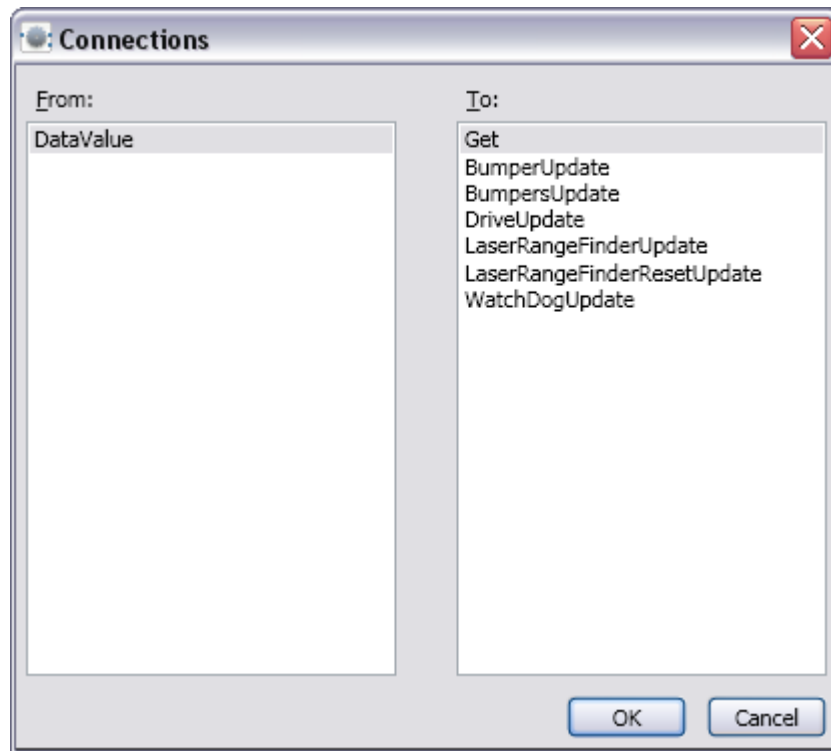 Connections
From:
To:
DataValue
Get
BumperUpdate
BumpersUpdate
DriveUpdate
LaserRangeFinderUpdate
LaserRangeFinderResetUpdate
WatchDogUpdate
OK
Cancel